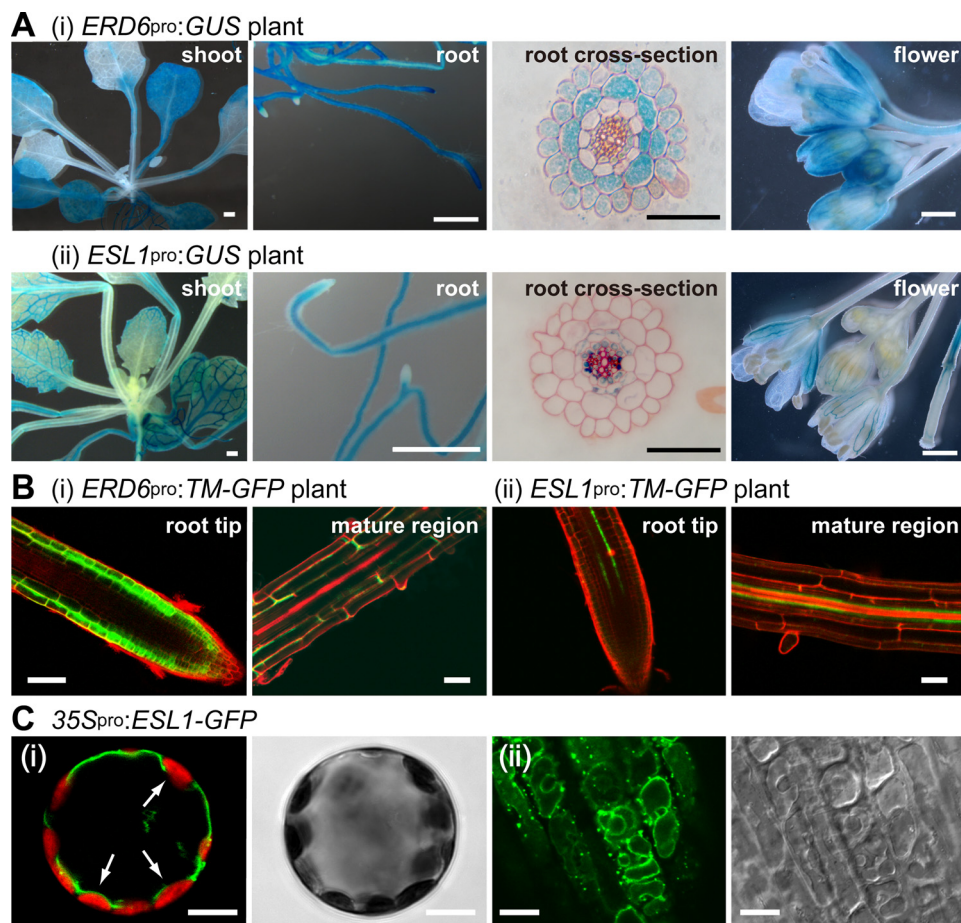 A (i) ERD6pro:GUS plant
shoot root root cross-section flower
(ii) ESL1pro:GUS plant
shoot root root cross-section flower
B (i) ERD6pro:TM-GFP plant (ii) ESL1pro:TM-GFP plant
root tip mature region root tip mature region
C 35Spro:ESL1-GFP
(i) (ii)